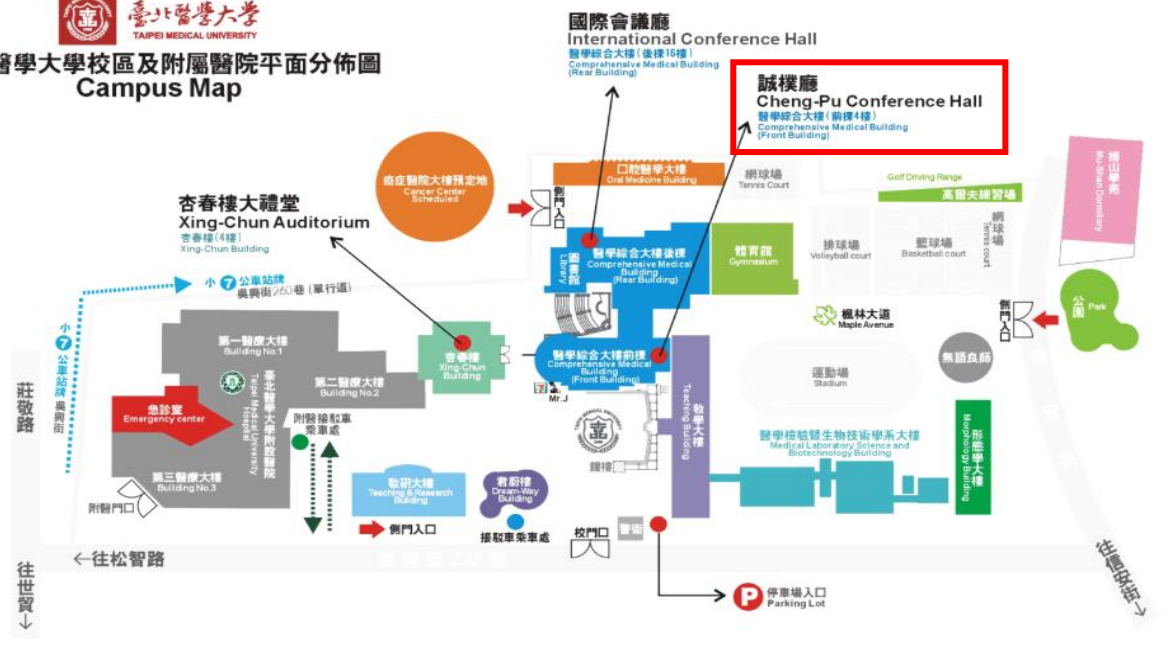 臺北醫學大學
TAIPEI MEDICAL UNIVERSITY
醫學大學校區及附屬醫院平面分佈圖
Campus Map
國際會議廳
International Conference Hall
醫學綜合大樓(後棟16樓)
Comprehensive Medical Building
(Rear Building)
誠樸廳
Cheng-Pu Conference Hall
醫學綜合大樓(前棟4樓)
Comprehensive Medical Building
(Front Building)
杏春樓大禮堂
Xing-Chun Auditorium
杏春樓(4樓)
Xing-Chun Building
癌症醫院大樓預定地
Cancer Center
Scheduled
側門入口
口腔醫學大樓
Oral Medicine Building
網球場
Tennis Court
Golf Driving Range
高爾夫練習場
拇山學苑
Mu-Shan Dormitory
小7公車站牌
吳興街260巷(單行道)
圖書館
Library
醫學綜合大樓後棟
Comprehensive Medical
Building
(Rear Building)
體育館
Gymnasium
排球場
Volleyball court
籃球場
Basketball court
網球場
Tennis court
側門入口
公園 Park
楓林大道
Maple Avenue
小7公車站牌 吳興街
莊敬路
第一醫療大樓
Building No.1
第二醫療大樓
Building No.2
臺北醫學大學附設醫院
Taipei Medical University
Hospital
急診室
Emergency center
第三醫療大樓
Building No.3
附醫門口
附醫接駁車
乘車處
杏春樓
Xing-Chun
Building
醫學綜合大樓前棟
Comprehensive Medical
Building
(Front Building)
Mr.J
鐘樓
教學大樓
Teaching Building
運動場
Stadium
無語良師
醫學檢驗暨生物技術學系大樓
Medical Laboratory Science and
Biotechnology Building
形態學大樓
Morphology Building
教研大樓
Teaching & Research
Building
君蔚樓
Dream-Way
Building
側門入口
接駁車乘車處
校門口
警衛
←往松智路
往世貿↓
往信安街↓
P 停車場入口
Parking Lot